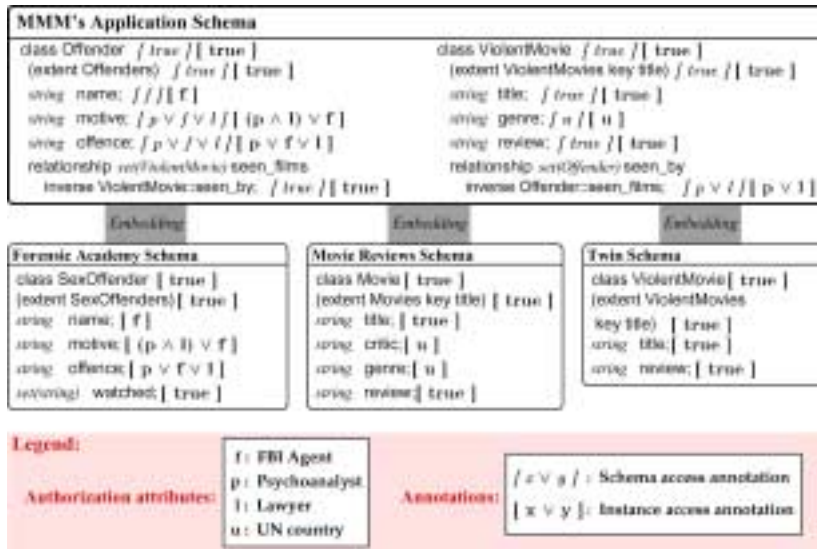 MMM's Application Schema
class Offender ⟦ true ⟧ [ true ]
(extent Offenders) ⟦ true ⟧ [ true ]
string name; ⟦ f ⟧ [ f ]
string motive; ⟦ p ∨ f ∨ l ⟧ [ (p ∧ l) ∨ f ]
string offence; ⟦ p ∨ f ∨ l ⟧ [ p ∨ f ∨ l ]
relationship set(ViolentMovie) seen_films
inverse ViolentMovie::seen_by; ⟦ true ⟧ [ true ]
class ViolentMovie ⟦ true ⟧ [ true ]
(extent ViolentMovies key title) ⟦ true ⟧ [ true ]
string title; ⟦ true ⟧ [ true ]
string genre; ⟦ u ⟧ [ u ]
string review; ⟦ true ⟧ [ true ]
relationship set(Offender) seen_by
inverse Offender::seen_films; ⟦ p ∨ l ⟧ [ p ∨ l ]
Embedding
Embedding
Embedding
Forensic Academy Schema
class SexOffender [ true ]
(extent SexOffenders) [ true ]
string name; [ f ]
string motive; [ (p ∧ l) ∨ f ]
string offence; [ p ∨ f ∨ l ]
set(string) watched; [ true ]
Movie Reviews Schema
class Movie [ true ]
(extent Movies key title) [ true ]
string title; [ true ]
string critic; [ u ]
string genre; [ u ]
string review; [ true ]
Twin Schema
class ViolentMovie [ true ]
(extent ViolentMovies
key title) [ true ]
string title; [ true ]
string review; [ true ]
Legend:
Authorization attributes:
f : FBI Agent
p : Psychoanalyst
l : Lawyer
u : UN country
Annotations:
⟦ x ∨ y ⟧ : Schema access annotation
[ x ∨ y ] : Instance access annotation